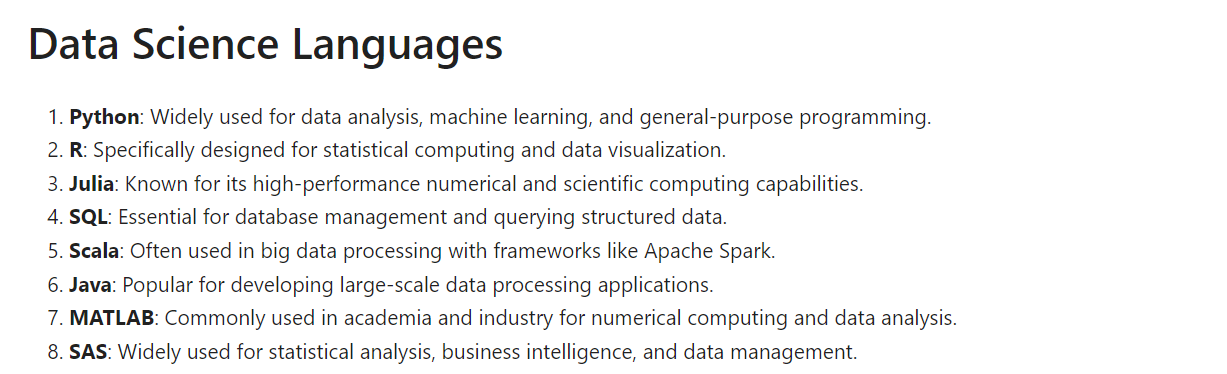 Data Science Languages
1. Python: Widely used for data analysis, machine learning, and general-purpose programming.
2. R: Specifically designed for statistical computing and data visualization.
3. Julia: Known for its high-performance numerical and scientific computing capabilities.
4. SQL: Essential for database management and querying structured data.
5. Scala: Often used in big data processing with frameworks like Apache Spark.
6. Java: Popular for developing large-scale data processing applications.
7. MATLAB: Commonly used in academia and industry for numerical computing and data analysis.
8. SAS: Widely used for statistical analysis, business intelligence, and data management.